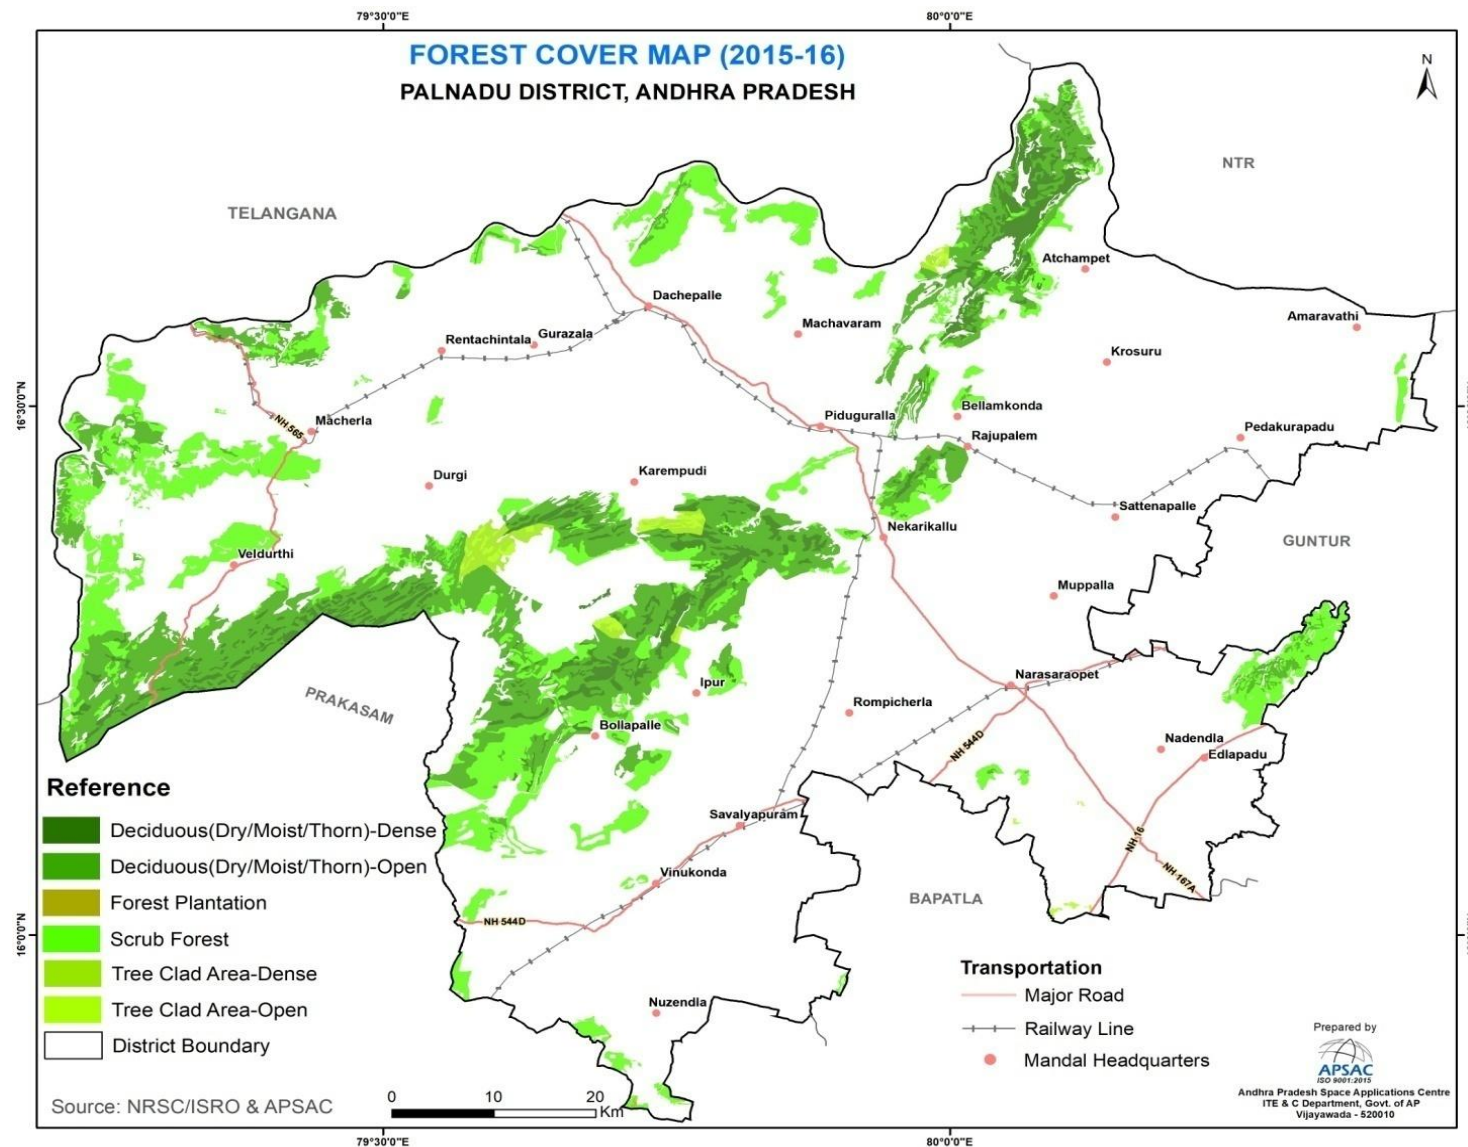 79°30'0"E
80°0'0"E
FOREST COVER MAP (2015-16)
PALNADU DISTRICT, ANDHRA PRADESH
N
NTR
TELANGANA
Atchampet
Dachepalle
Amaravathi
Machavaram
Gurazala
Rentachintala
Krosuru
16°30'0"N
Bellamkonda
Piduguralla
Macherla
NH 565
Pedakurapadu
Rajupalem
Durgi
Karempudi
Sattenapalle
Nekarikallu
GUNTUR
Veldurthi
Muppalla
Narasaraopet
Ipur
PRAKASAM
Rompicherla
Bollapalle
Nadendla
Edlapadu
NH 544D
Savalyapuram
NH 16
Vinukonda
NH 167A
BAPATLA
NH 544D
16°0'0"N
Nuzendla
Reference
Deciduous(Dry/Moist/Thorn)-Dense
Deciduous(Dry/Moist/Thorn)-Open
Forest Plantation
Scrub Forest
Tree Clad Area-Dense
Tree Clad Area-Open
District Boundary
Source: NRSC/ISRO & APSAC
0 10 20
Km
Transportation
Major Road
Railway Line
Mandal Headquarters
Prepared by
APSAC
ISO 9001:2015
Andhra Pradesh Space Applications Centre
ITE & C Department, Govt. of AP
Vijayawada - 520010
79°30'0"E
80°0'0"E